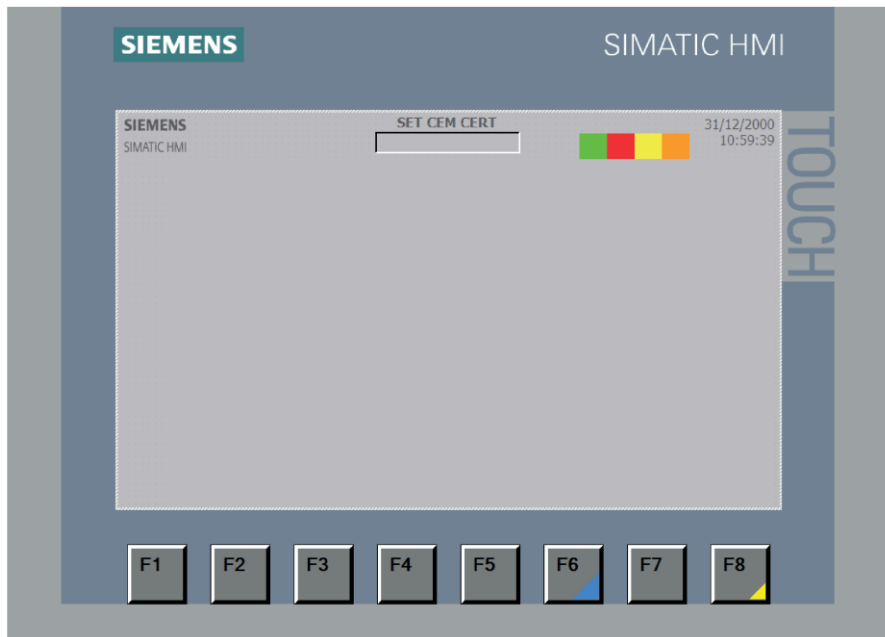 SIEMENS
SIMATIC HMI
SIEMENS
SET CEM CERT
31/12/2000
SIMATIC HMI
10:59:39
TOUCH
F1
F2
F3
F4
F5
F6
F7
F8